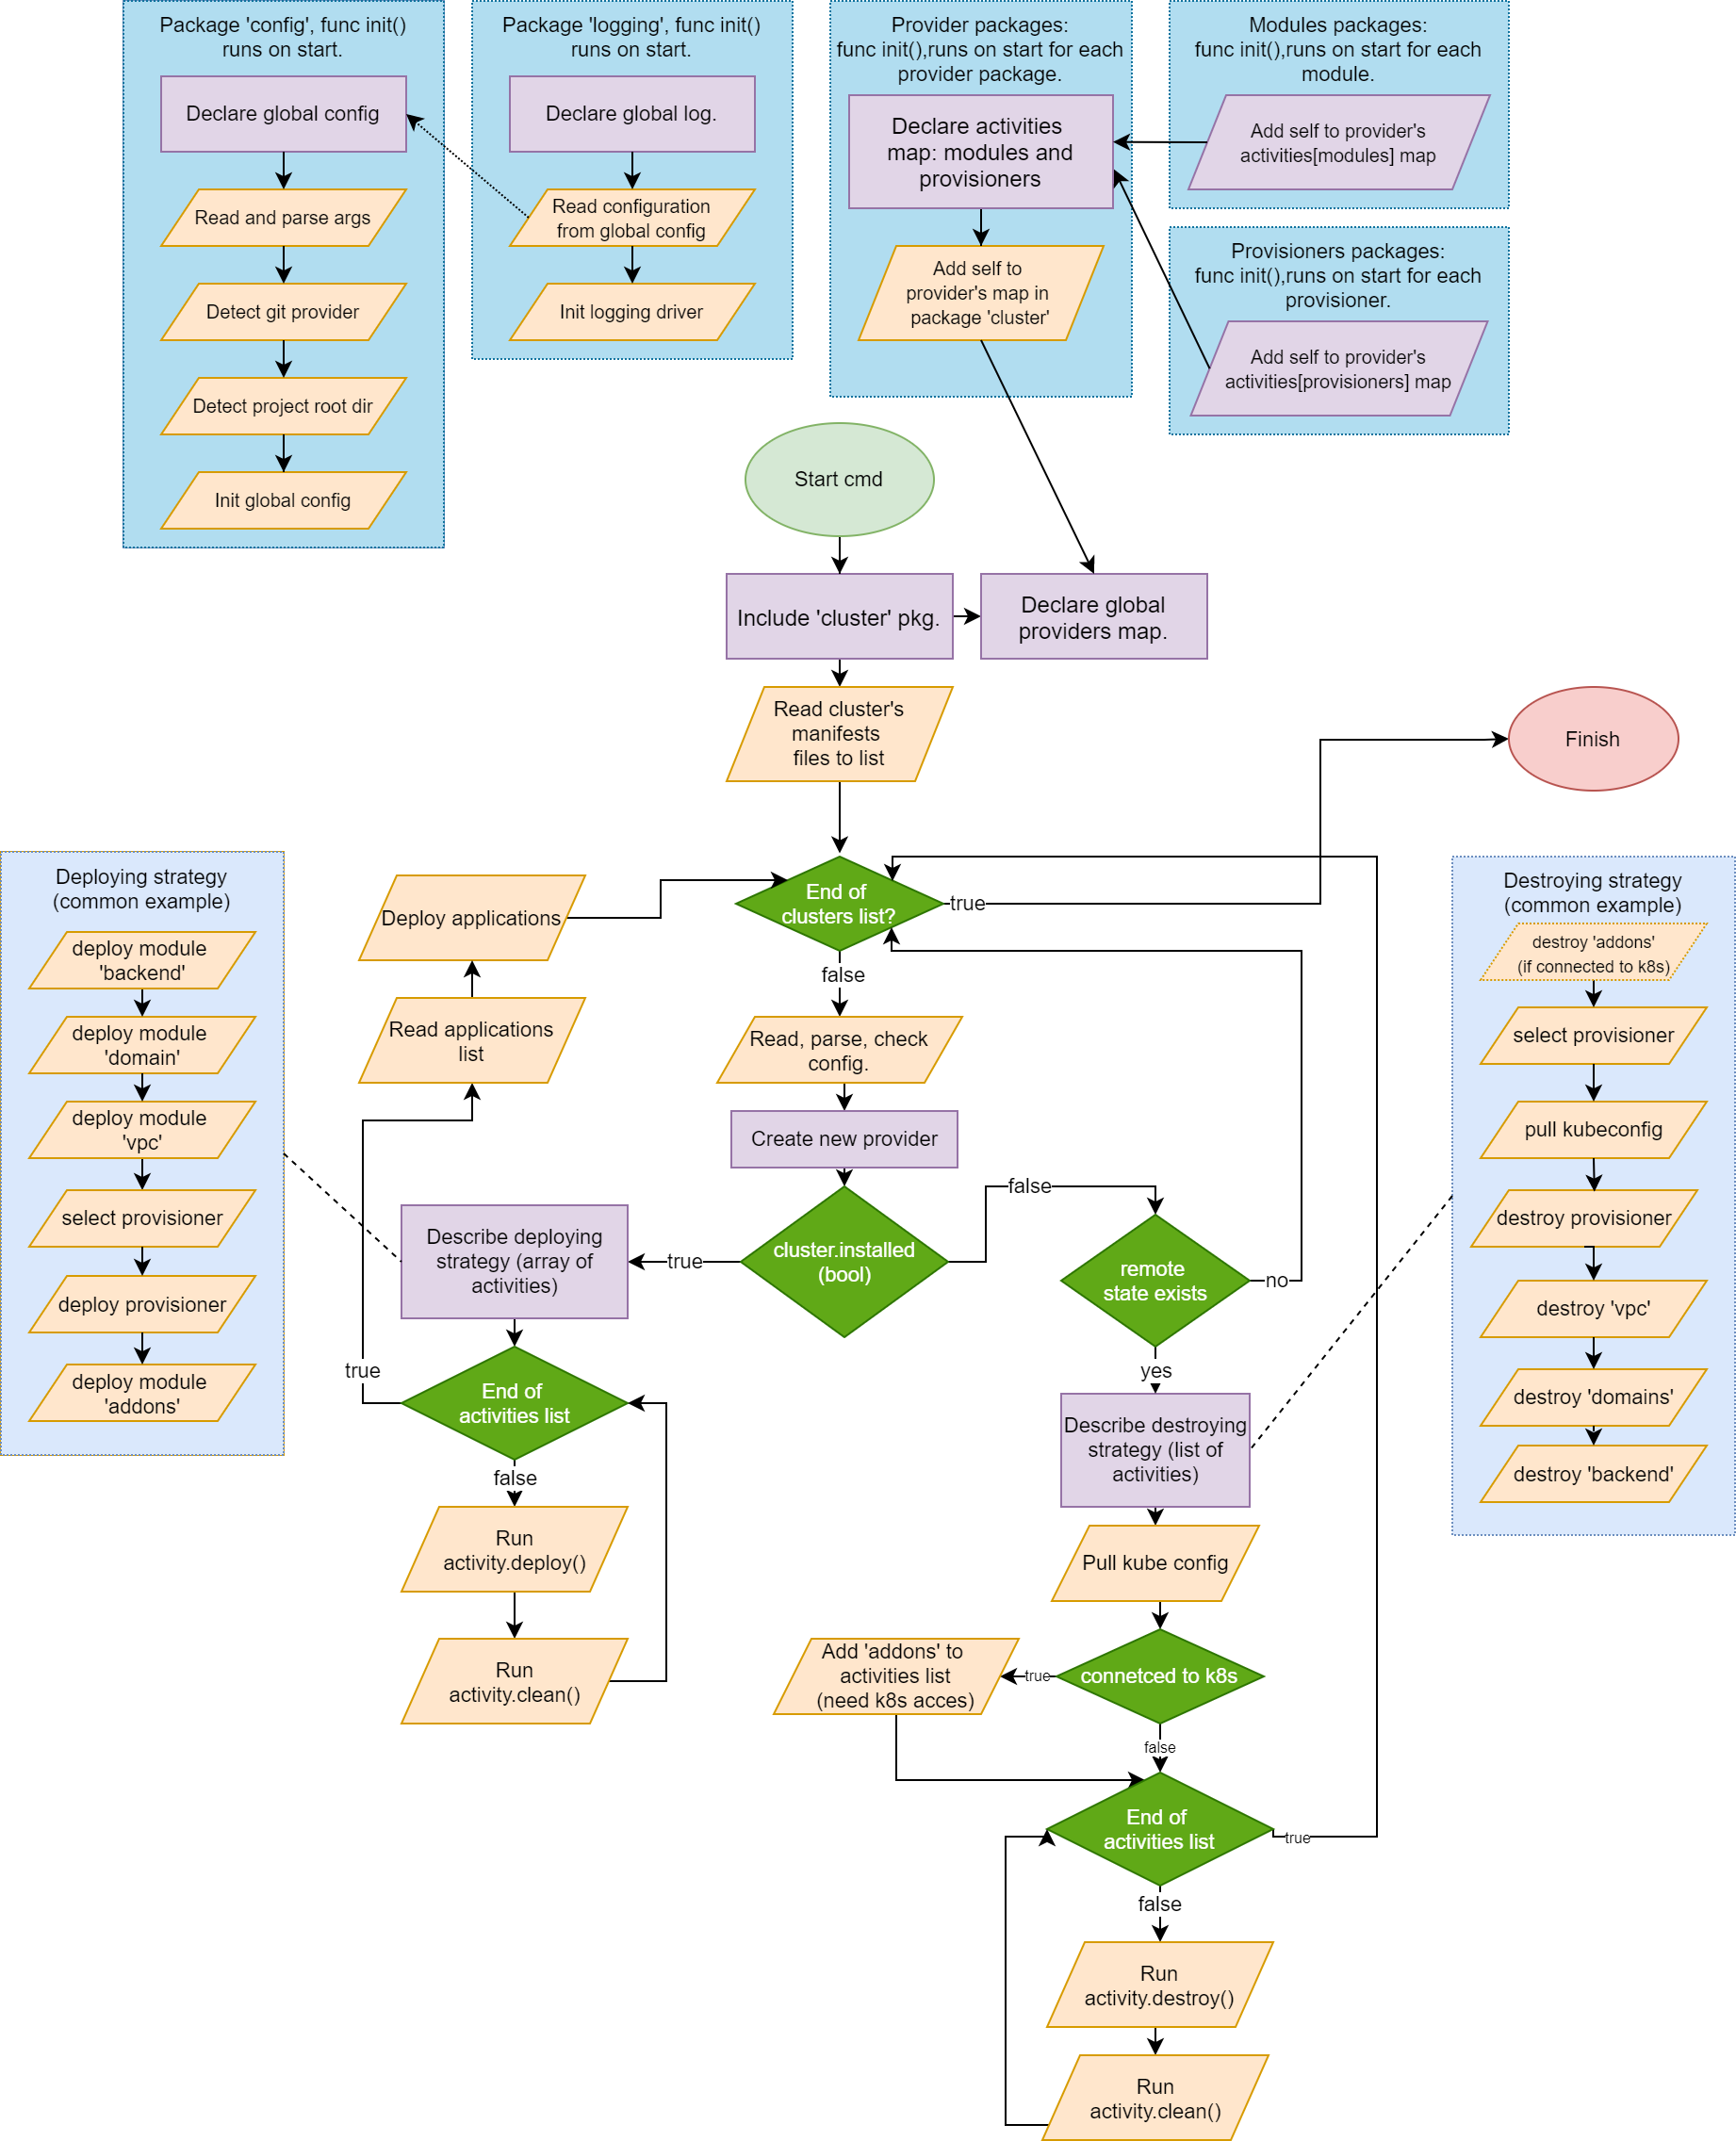 Package 'config', func init()
runs on start.
Declare global config
Read and parse args
Detect git provider
Detect project root dir
Init global config
Package 'logging', func init()
runs on start.
Declare global log.
Read configuration
from global config
Init logging driver
Provider packages:
func init(),runs on start for each
provider package.
Declare activities
map: modules and
provisioners
Add self to
provider's map in
package 'cluster'
Modules packages:
func init(),runs on start for each
module.
Add self to provider's
activities[modules] map
Provisioners packages:
func init(),runs on start for each
provisioner.
Add self to provider's
activities[provisioners] map
Start cmd
Include 'cluster' pkg.
Declare global
providers map.
Read cluster's
manifests
files to list
Finish
End of
clusters list?
true
false
Deploy applications
Read applications
list
Read, parse, check
config.
Create new provider
cluster.installed
(bool)
true
false
Describe deploying
strategy (array of
activities)
End of
activities list
true
false
Run
activity.deploy()
Run
activity.clean()
remote
state exists
no
yes
Describe destroying
strategy (list of
activities)
Pull kube config
connetced to k8s
true
false
Add 'addons' to
activities list
(need k8s acces)
End of
activities list
true
false
Run
activity.destroy()
Run
activity.clean()
Deploying strategy
(common example)
deploy module
'backend'
deploy module
'domain'
deploy module
'vpc'
select provisioner
deploy provisioner
deploy module
'addons'
Destroying strategy
(common example)
destroy 'addons'
(if connected to k8s)
select provisioner
pull kubeconfig
destroy provisioner
destroy 'vpc'
destroy 'domains'
destroy 'backend'